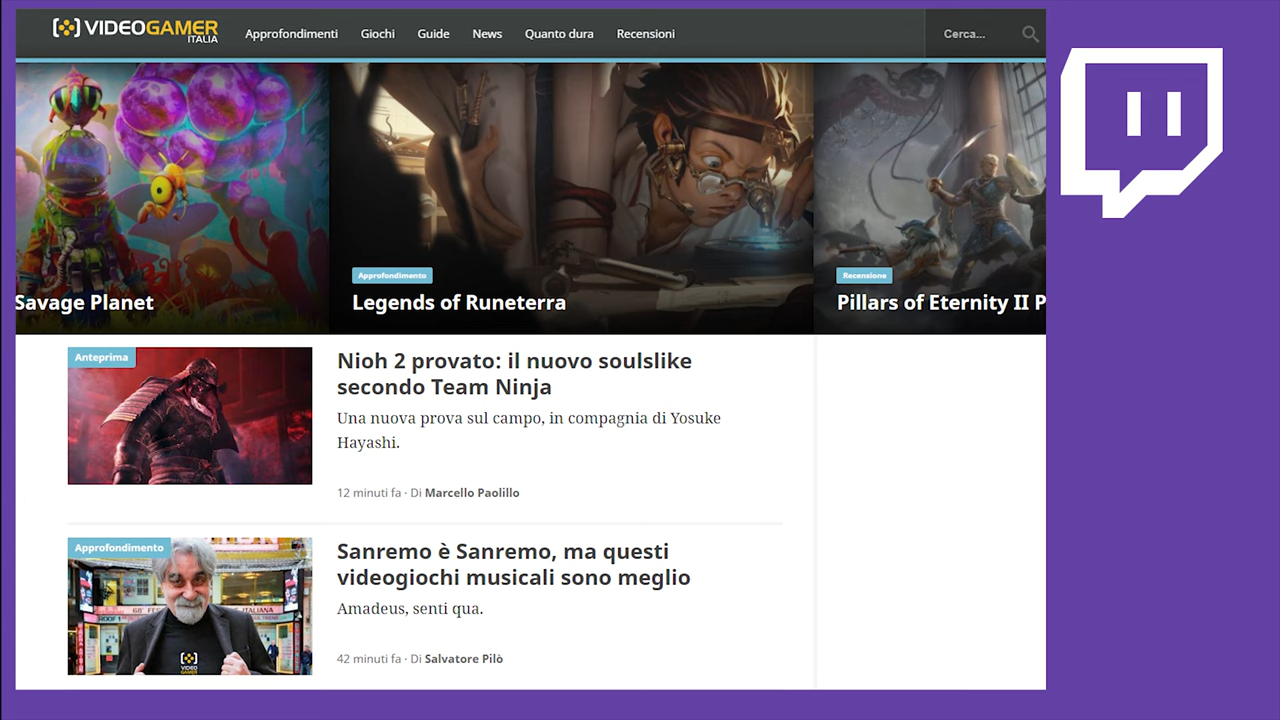 VIDEOGAMER
ITALIA
Approfondimenti Giochi Guide News Quanto dura Recensioni Cerca...
Savage Planet
Approfondimento
Legends of Runeterra
Recensione
Pillars of Eternity II P
Anteprima
Nioh 2 provato: il nuovo soulslike
secondo Team Ninja
Una nuova prova sul campo, in compagnia di Yosuke
Hayashi.
12 minuti fa · Di Marcello Paolillo
Approfondimento
Sanremo è Sanremo, ma questi
videogiochi musicali sono meglio
Amadeus, senti qua.
42 minuti fa · Di Salvatore Pilò
VIDEO
GAMER